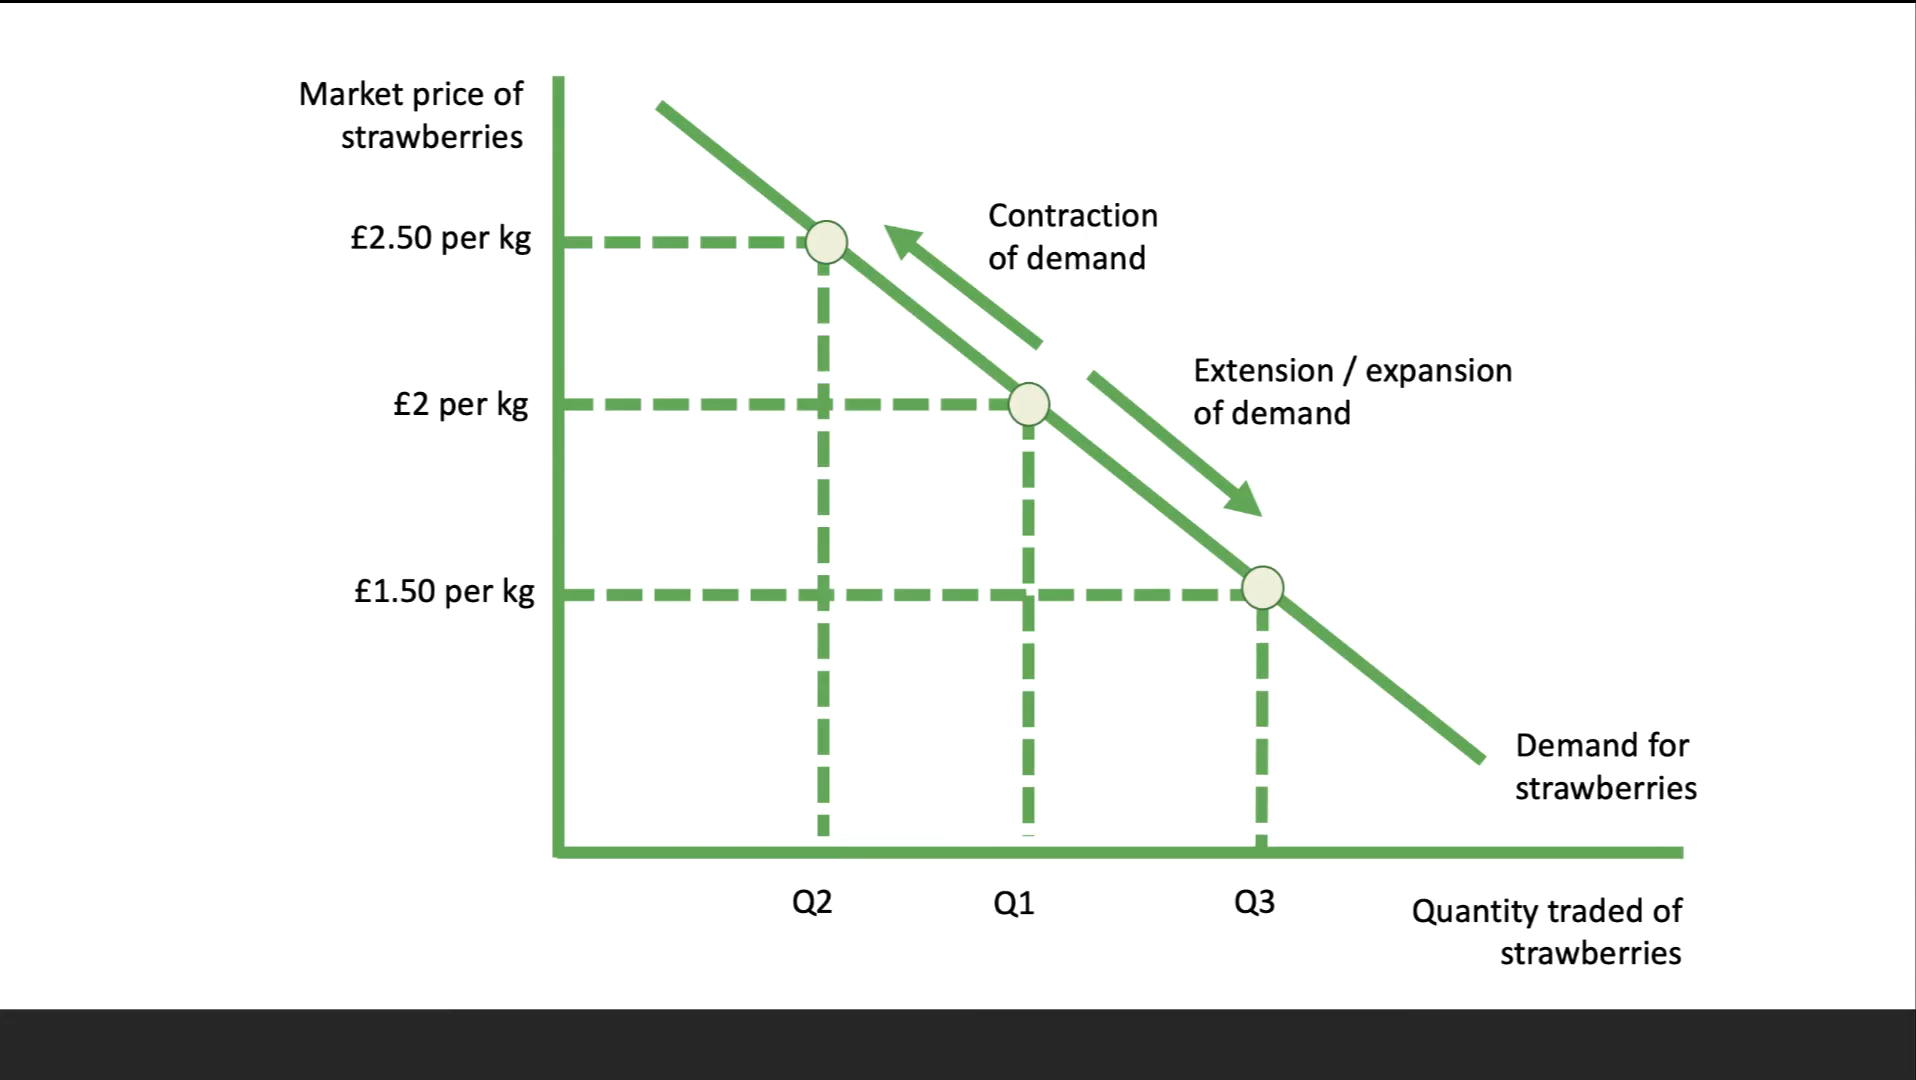 Market price of
strawberries
£2.50 per kg
Contraction
of demand
£2 per kg
Extension / expansion
of demand
£1.50 per kg
Demand for
strawberries
Q2
Q1
Q3
Quantity traded of
strawberries